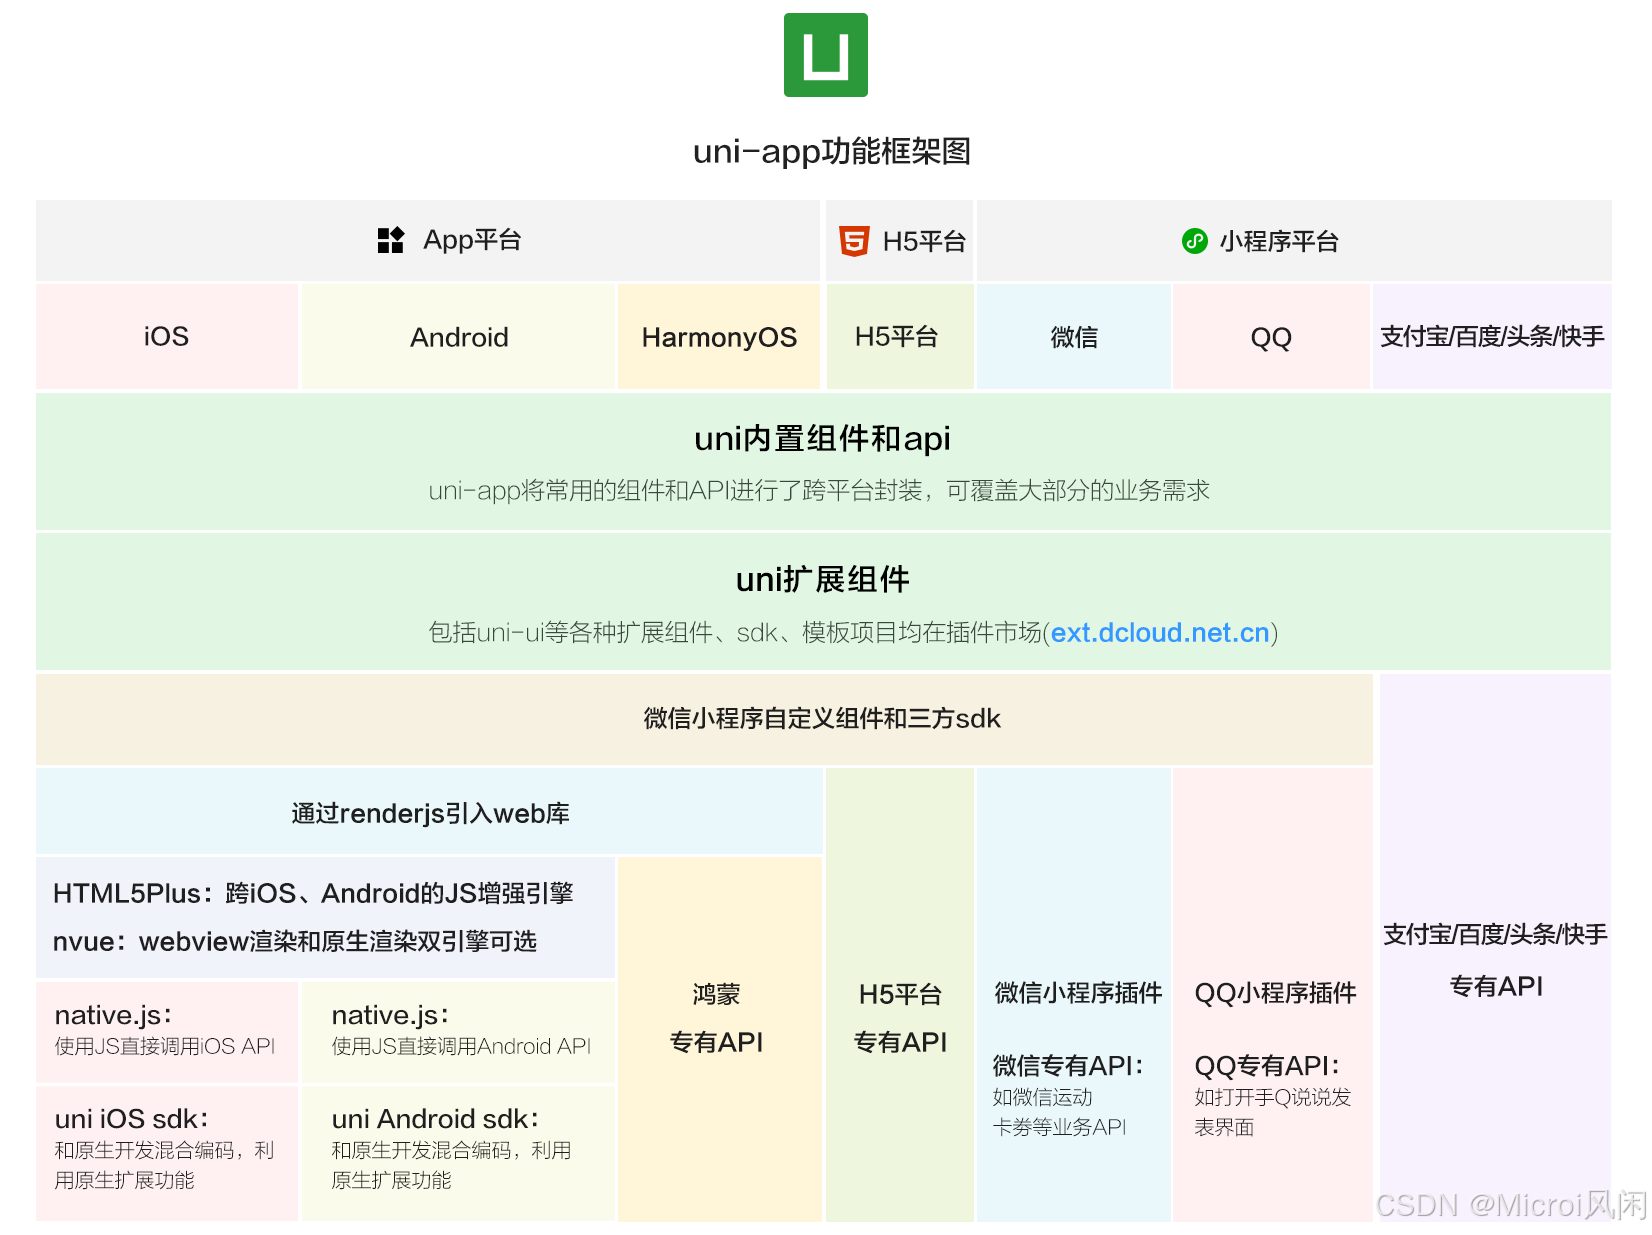 uni-app功能框架图
App平台
H5平台
小程序平台
iOS
Android
HarmonyOS
H5平台
微信
QQ
支付宝/百度/头条/快手
uni内置组件和api
uni-app将常用的组件和API进行了跨平台封装，可覆盖大部分的业务需求
uni扩展组件
包括uni-ui等各种扩展组件、sdk、模板项目均在插件市场(ext.dcloud.net.cn)
微信小程序自定义组件和三方sdk
通过renderjs引入web库
HTML5Plus：跨iOS、Android的JS增强引擎
nvue：webview渲染和原生渲染双引擎可选
native.js：
使用JS直接调用iOS API
native.js：
使用JS直接调用Android API
uni iOS sdk：
和原生开发混合编码，利
用原生扩展功能
uni Android sdk：
和原生开发混合编码，利用
原生扩展功能
鸿蒙
专有API
H5平台
专有API
微信小程序插件
微信专有API：
如微信运动
卡券等业务API
QQ小程序插件
QQ专有API：
如打开手Q说说发
表界面
支付宝/百度/头条/快手
专有API
CSDN @Microi风闲